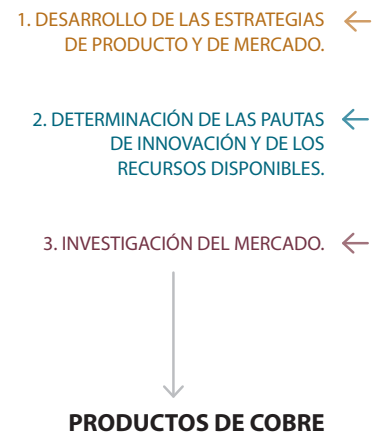 1. DESARROLLO DE LAS ESTRATEGIAS
DE PRODUCTO Y DE MERCADO.
2. DETERMINACIÓN DE LAS PAUTAS
DE INNOVACIÓN Y DE LOS
RECURSOS DISPONIBLES.
3. INVESTIGACIÓN DEL MERCADO.
PRODUCTOS DE COBRE